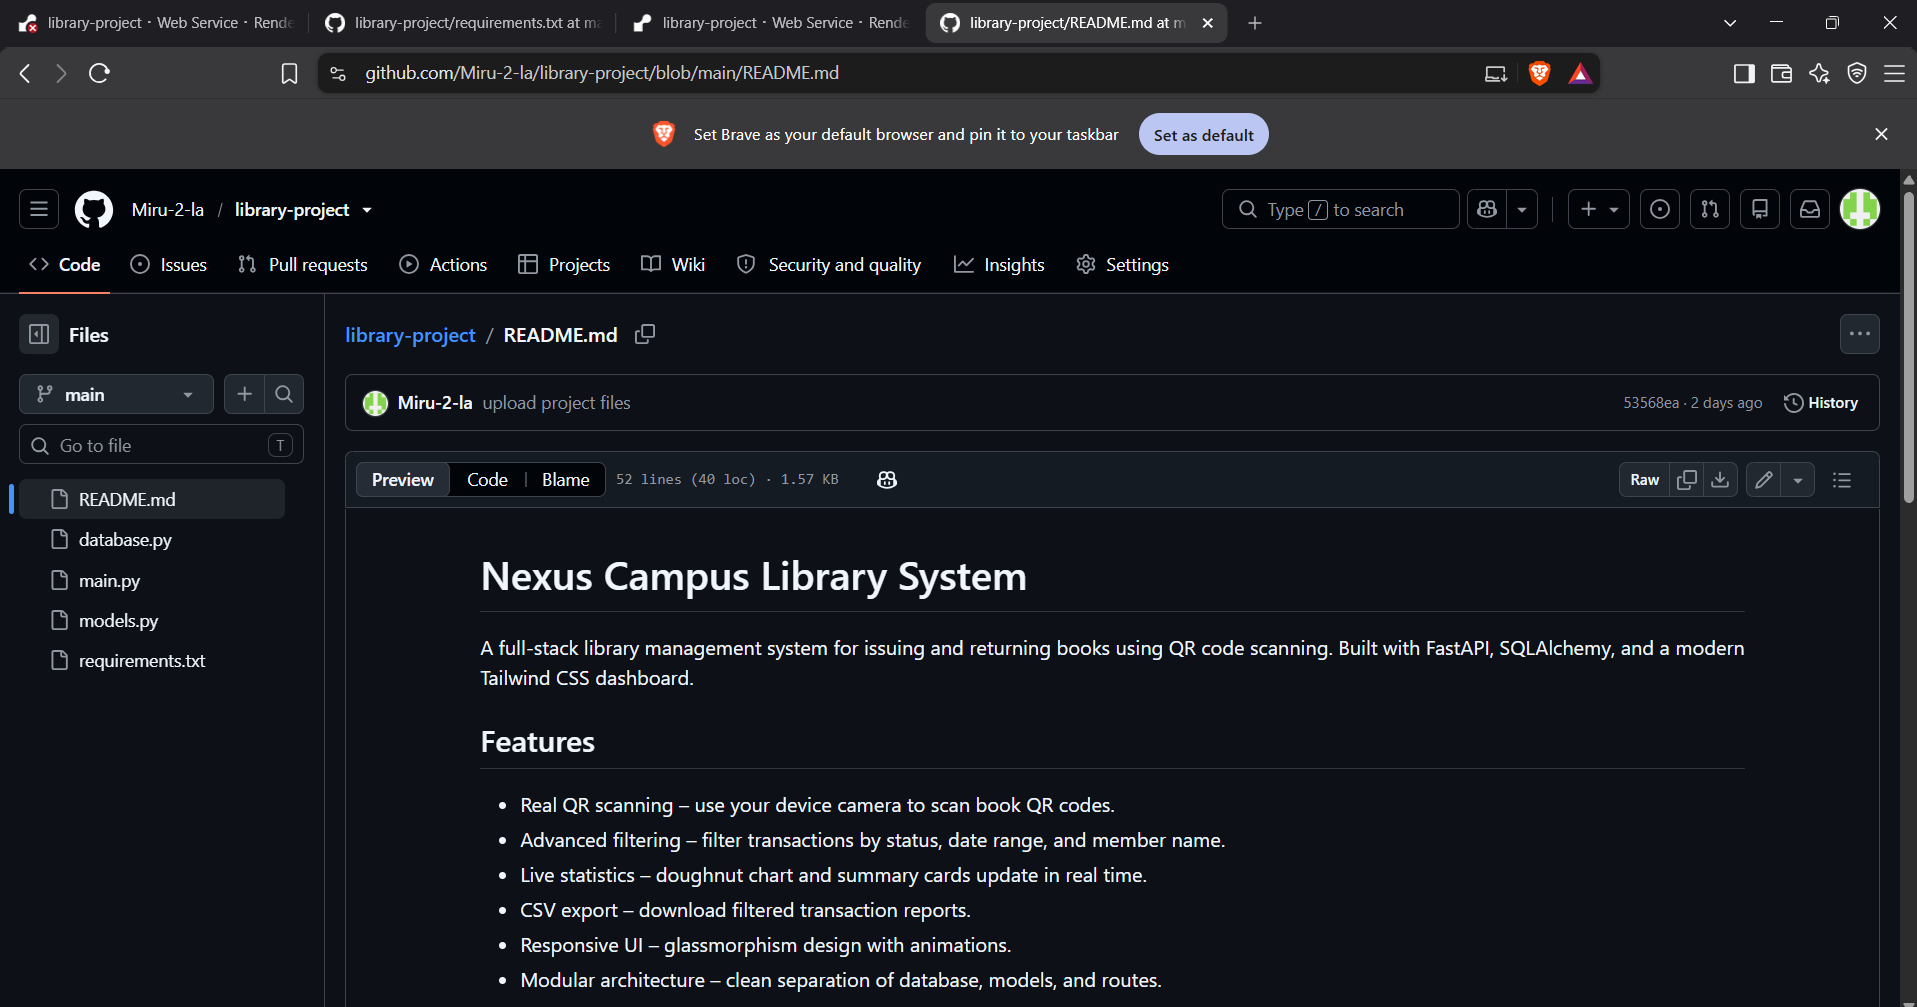 library-project · Web Service · Rende
library-project/requirements.txt at ma
library-project · Web Service · Rende
library-project/README.md at m
github.com/Miru-2-la/library-project/blob/main/README.md
Set Brave as your default browser and pin it to your taskbar
Set as default
Miru-2-la / library-project
Type / to search
Code
Issues
Pull requests
Actions
Projects
Wiki
Security and quality
Insights
Settings
Files
library-project / README.md
main
Miru-2-la upload project files
53568ea · 2 days ago
History
Go to file
T
Preview
Code
Blame
52 lines (40 loc) · 1.57 KB
Raw
README.md
database.py
main.py
models.py
requirements.txt
Nexus Campus Library System
A full-stack library management system for issuing and returning books using QR code scanning. Built with FastAPI, SQLAlchemy, and a modern
Tailwind CSS dashboard.
Features
• Real QR scanning – use your device camera to scan book QR codes.
• Advanced filtering – filter transactions by status, date range, and member name.
• Live statistics – doughnut chart and summary cards update in real time.
• CSV export – download filtered transaction reports.
• Responsive UI – glassmorphism design with animations.
• Modular architecture – clean separation of database, models, and routes.